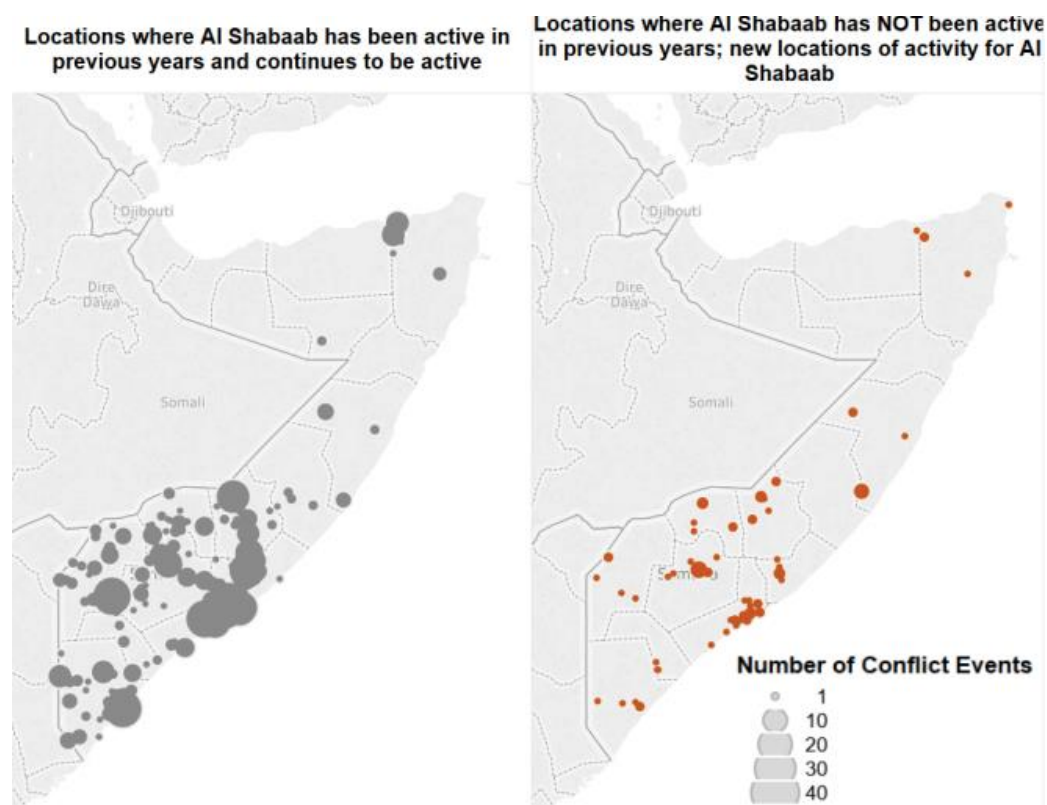 Locations where Al Shabaab has been active in
previous years and continues to be active
Locations where Al Shabaab has NOT been active
in previous years; new locations of activity for Al
Shabaab
Djibouti
Dire
Dawa
Somali
Djibouti
Dire
Dawa
Somali
Number of Conflict Events
1
10
20
30
40